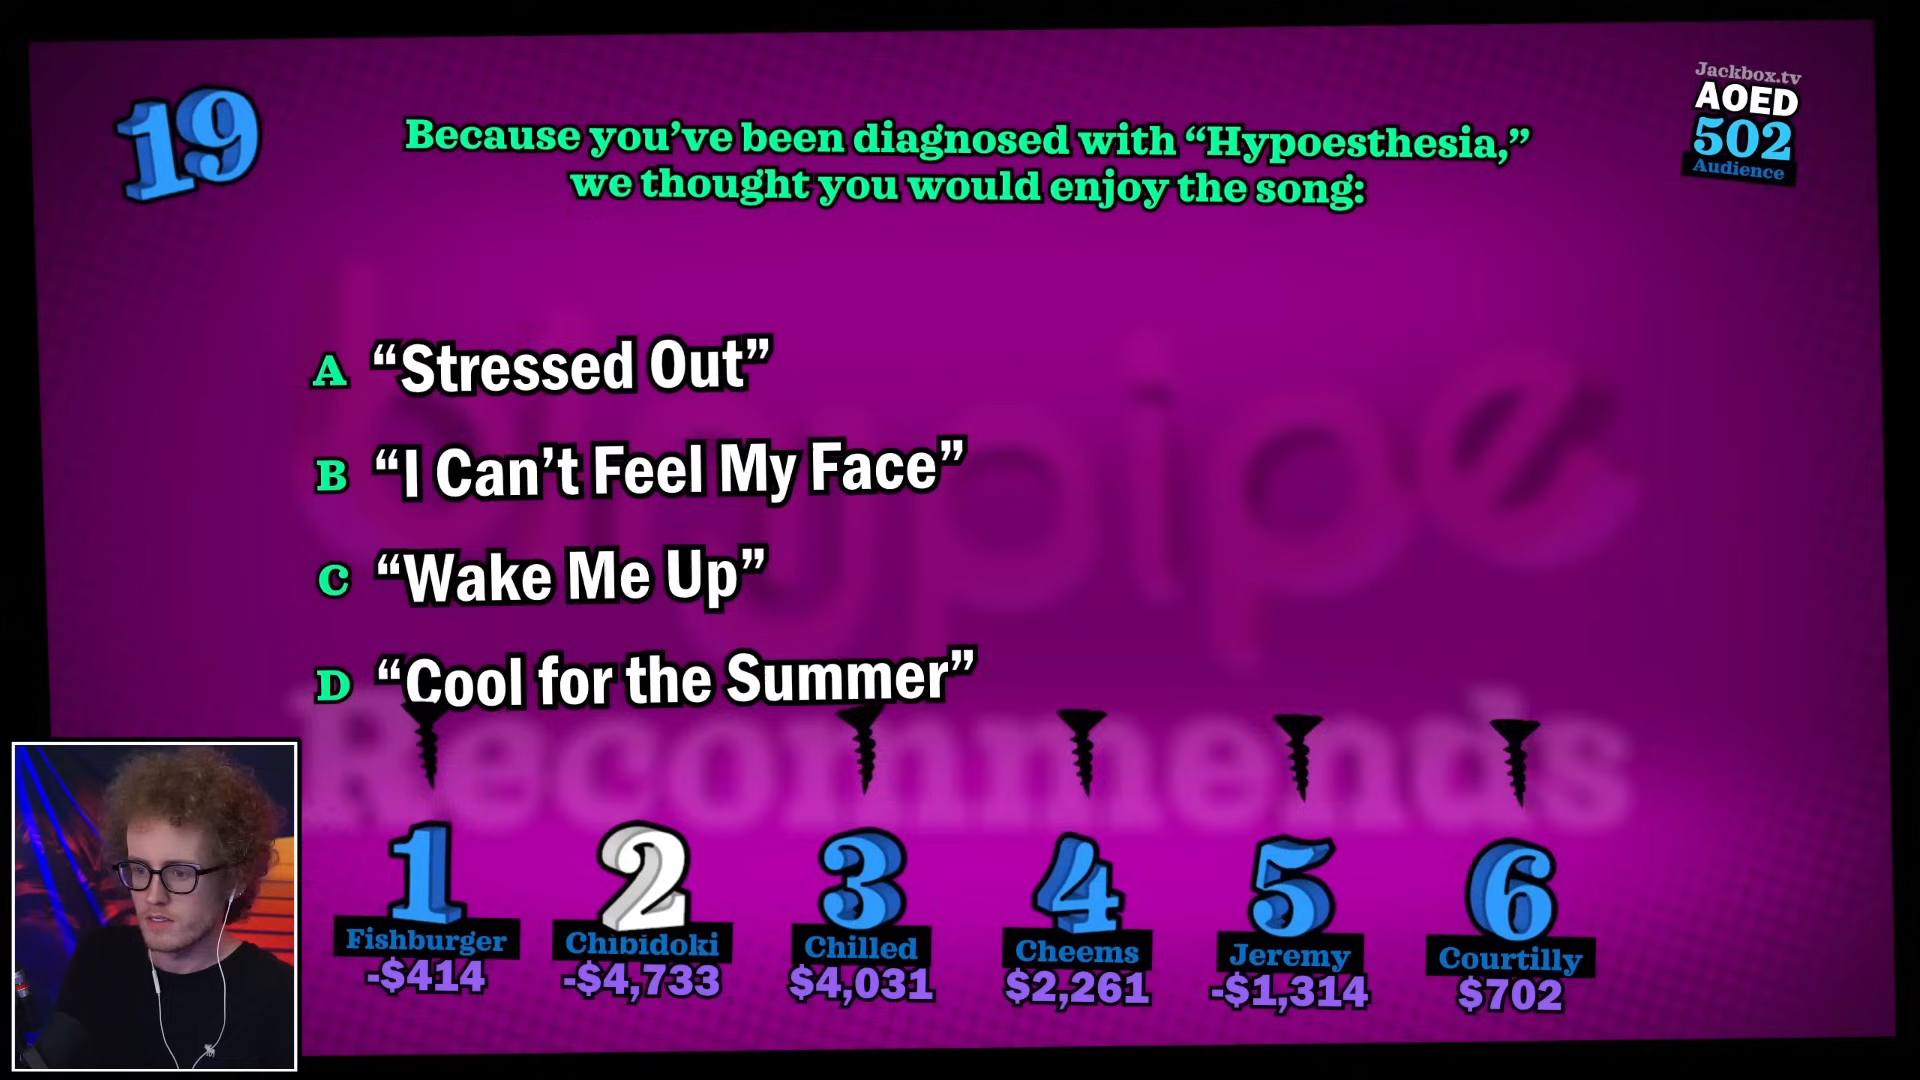 19
Because you've been diagnosed with “Hypoesthesia,”
we thought you would enjoy the song:
Jackbox.tv
AOED
502
Audience
A “Stressed Out”
B “I Can't Feel My Face”
C “Wake Me Up”
D “Cool for the Summer”
blowpipe
Recommends
1 2 3 4 5 6
Fishburger Chibidoki Chilled Cheems Jeremy Courtilly
-$414 -$4,733 $4,031 $2,261 -$1,314 $702